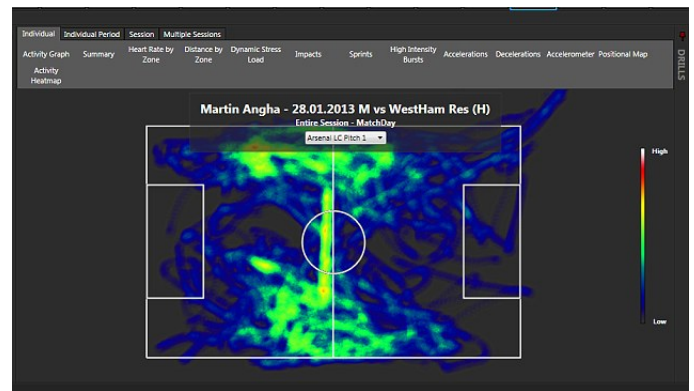 Individual Individual Period Session Multiple Sessions
Activity Graph Summary Heart Rate by Zone Distance by Zone Dynamic Stress Load Impacts Sprints High Intensity Bursts Accelerations Decelerations Accelerometer Positional Map
Activity Heatmap
DRILLS
Martin Angha - 28.01.2013 M vs WestHam Res (H)
Entire Session - MatchDay
Arsenal LC Pitch 1
High
Low